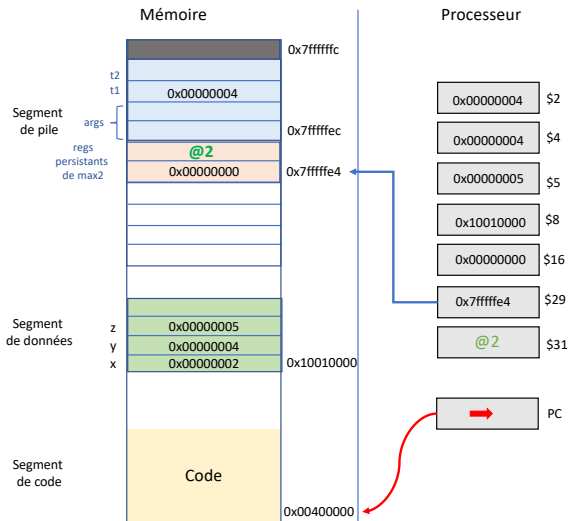 Mémoire
Processeur
0x7ffffffc
t2
t1
0x00000004
Segment
de pile
args
0x7fffffec
regs
persistants
de max2
@2
0x00000000
0x7fffffe4
0x00000004
$2
0x00000004
$4
0x00000005
$5
0x10010000
$8
0x00000000
$16
0x7fffffe4
$29
@2
$31
PC
Segment
de données
z
0x00000005
y
0x00000004
x
0x00000002
0x10010000
Segment
de code
Code
0x00400000